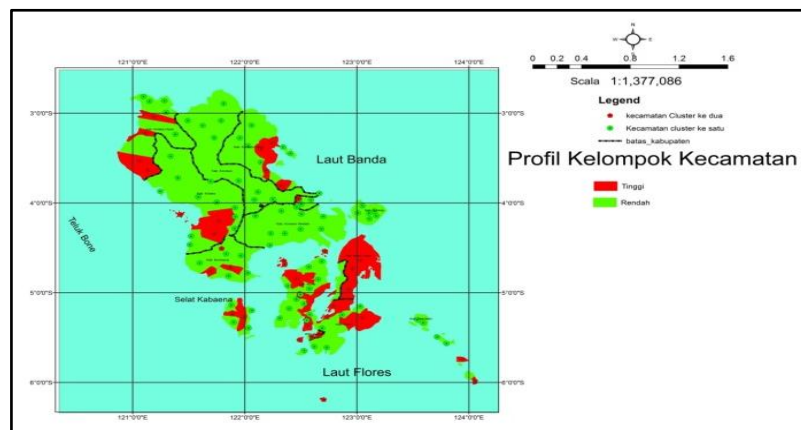 N
W E
S
0 0.2 0.4 0.8 1.2 1.6
Scala 1:1,377,086
Legend
kecamatan Cluster ke dua
Kecamatan cluster ke satu
batas_kabupaten
Profil Kelompok Kecamatan
Tinggi
Rendah
121°0'0"E 122°0'0"E 123°0'0"E 124°0'0"E
3°0'0"S 3°0'0"S
Laut Banda
4°0'0"S 4°0'0"S
Teluk Bone
5°0'0"S 5°0'0"S
Selat Kabaena
Laut Flores
6°0'0"S 6°0'0"S
121°0'0"E 122°0'0"E 123°0'0"E 124°0'0"E